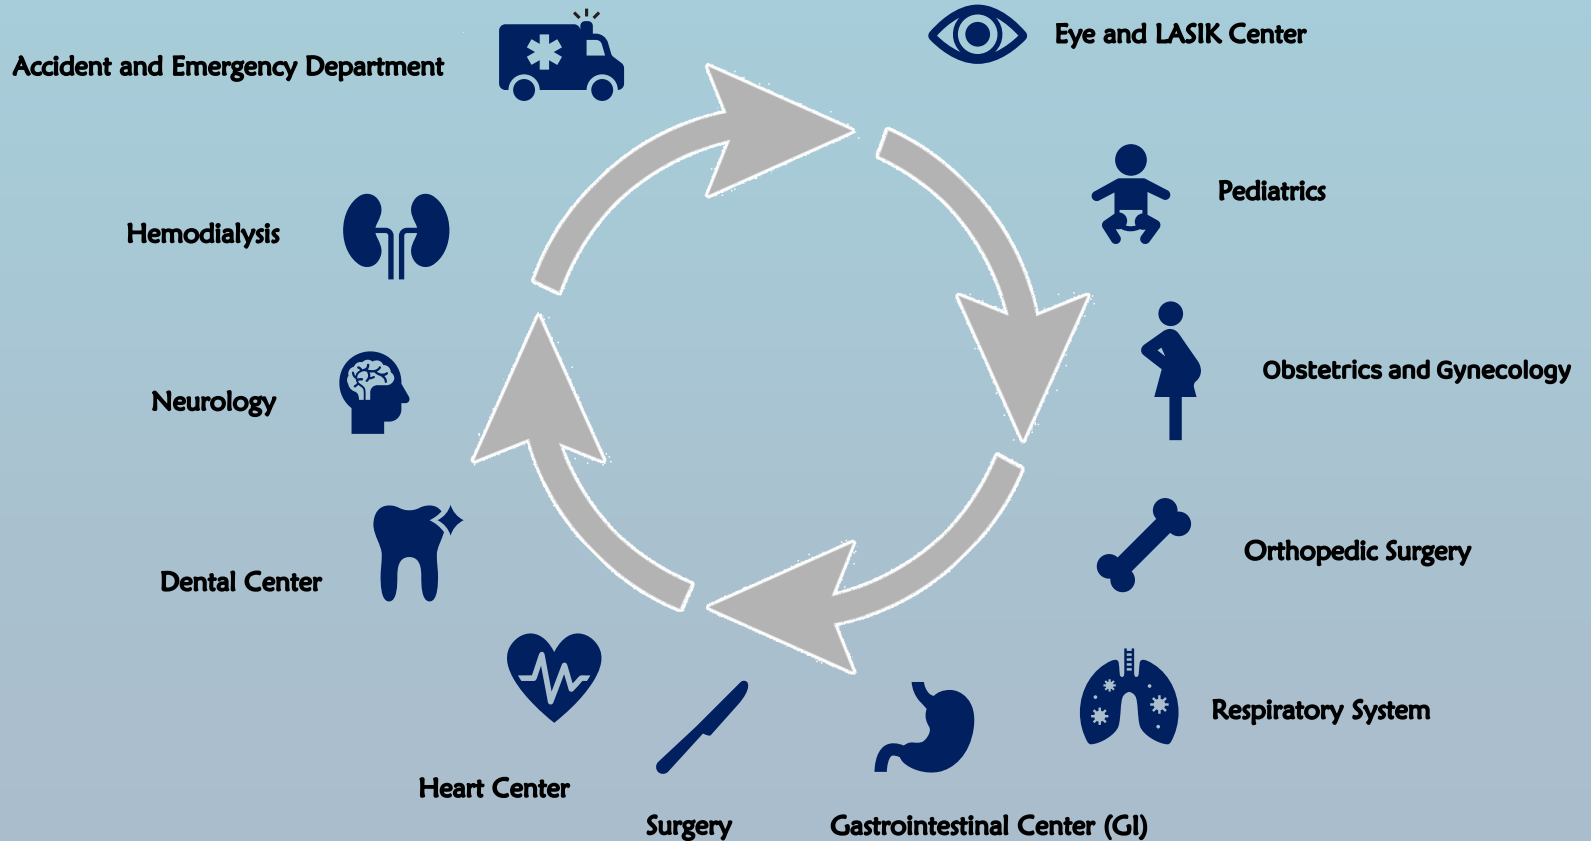 Accident and Emergency Department
Eye and LASIK Center
Pediatrics
Hemodialysis
Obstetrics and Gynecology
Neurology
Orthopedic Surgery
Dental Center
Respiratory System
Heart Center
Surgery
Gastrointestinal Center (GI)